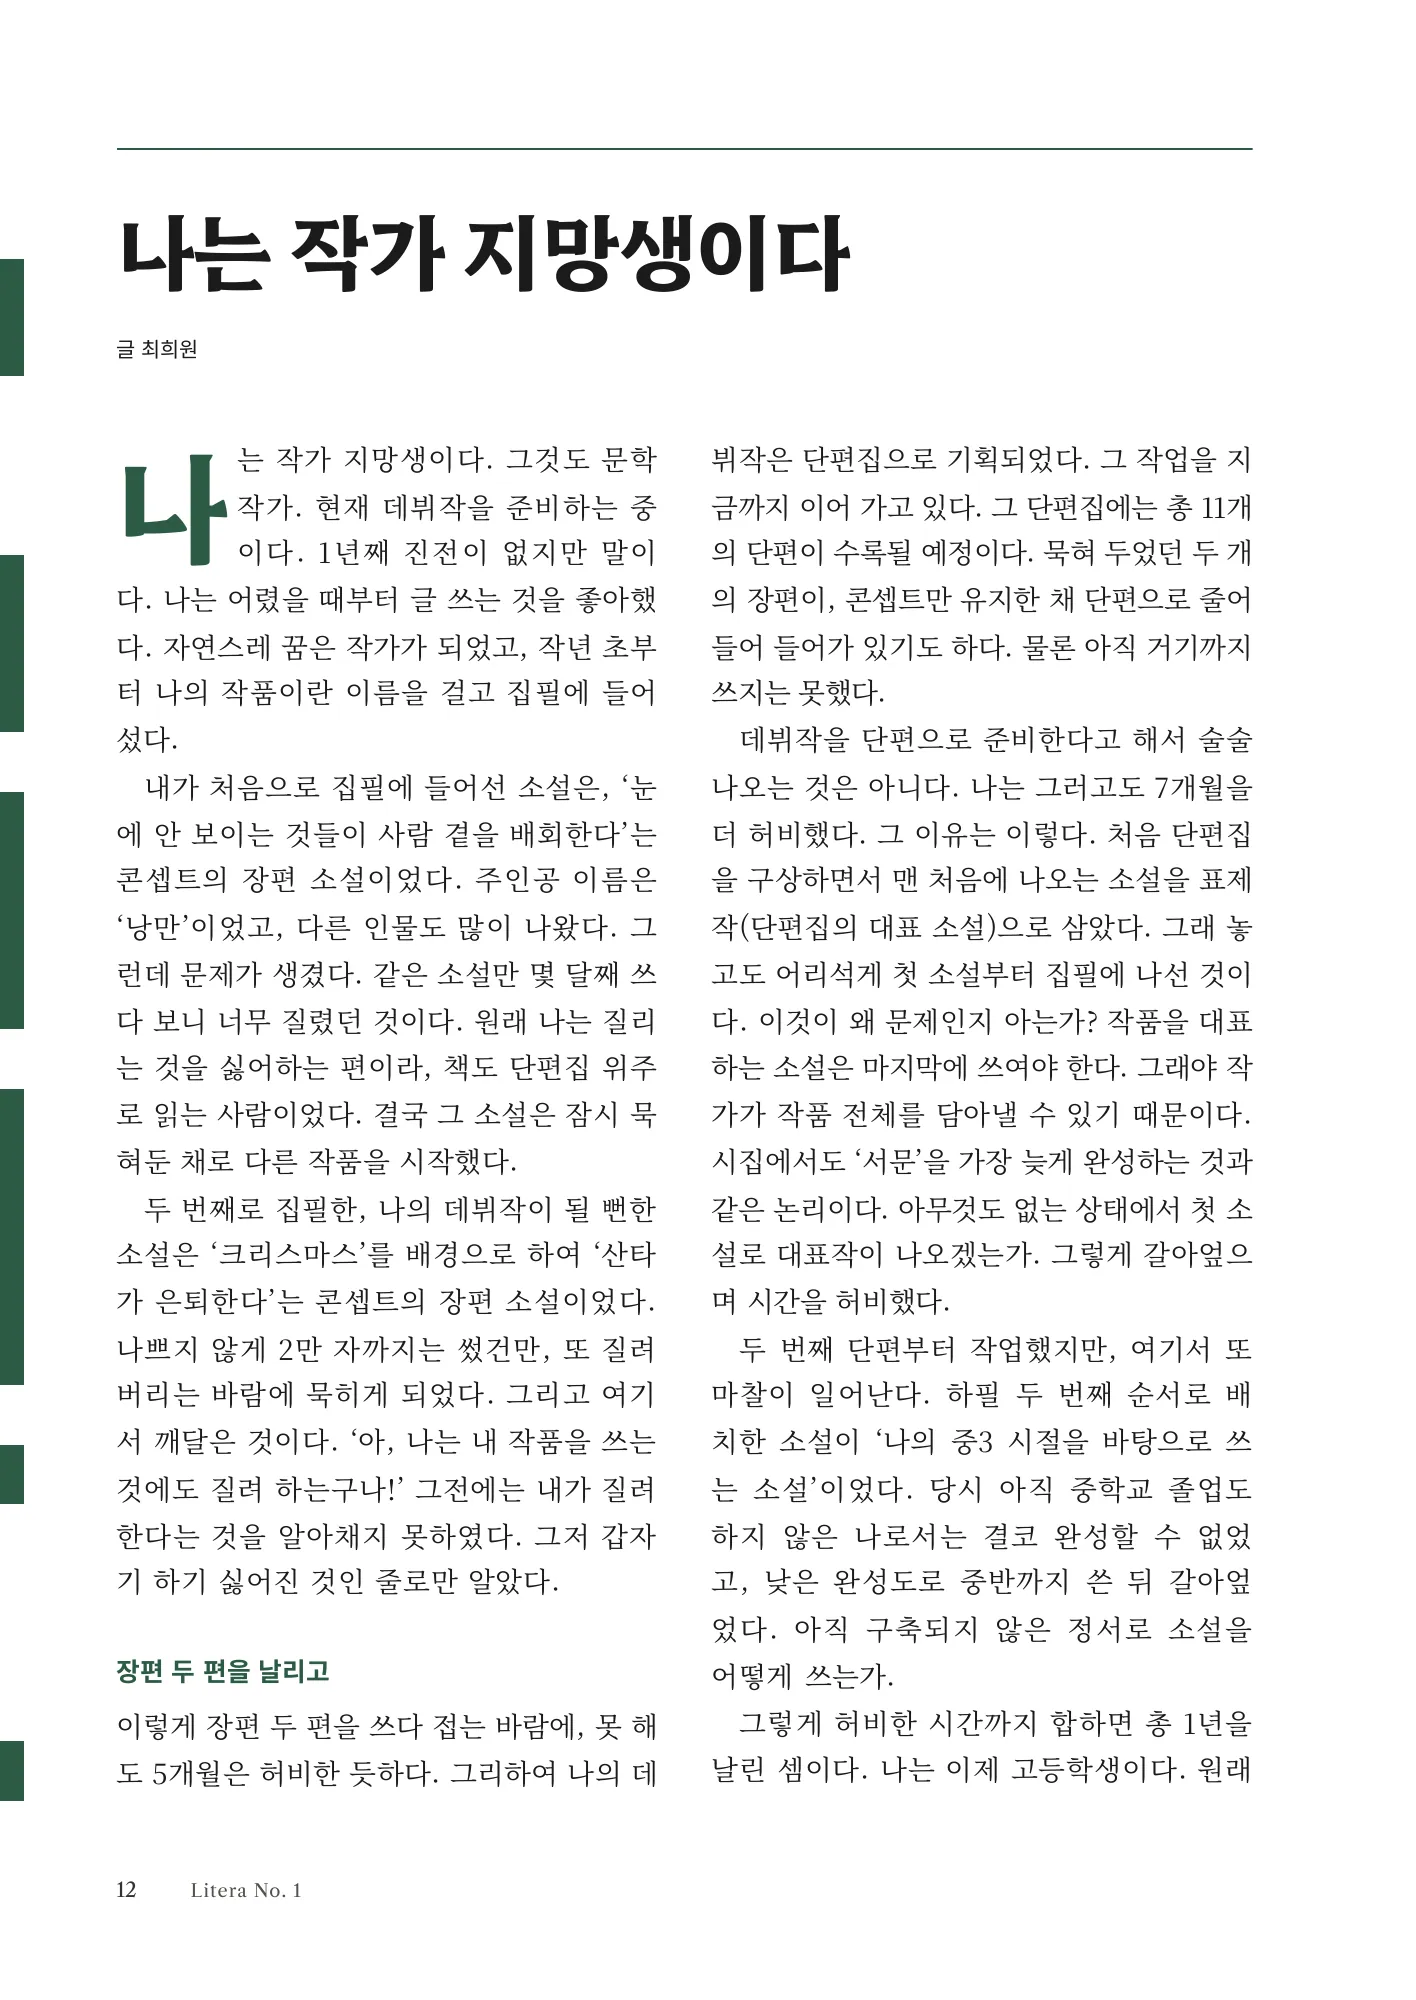 나는 작가 지망생이다
글 최희원
나는 작가 지망생이다. 그것도 문학
작가. 현재 데뷔작을 준비하는 중
이다. 1년째 진전이 없지만 말이
다. 나는 어렸을 때부터 글 쓰는 것을 좋아했
다. 자연스레 꿈은 작가가 되었고, 작년 초부
터 나의 작품이란 이름을 걸고 집필에 들어
섰다.
내가 처음으로 집필에 들어선 소설은, ‘눈
에 안 보이는 것들이 사람 곁을 배회한다’는
콘셉트의 장편 소설이었다. 주인공 이름은
‘낭만’이었고, 다른 인물도 많이 나왔다. 그
런데 문제가 생겼다. 같은 소설만 몇 달째 쓰
다 보니 너무 질렸던 것이다. 원래 나는 질리
는 것을 싫어하는 편이라, 책도 단편집 위주
로 읽는 사람이었다. 결국 그 소설은 잠시 묵
혀둔 채로 다른 작품을 시작했다.
두 번째로 집필한, 나의 데뷔작이 될 뻔한
소설은 ‘크리스마스’를 배경으로 하여 ‘산타
가 은퇴한다’는 콘셉트의 장편 소설이었다.
나쁘지 않게 2만 자까지는 썼건만, 또 질려
버리는 바람에 묵히게 되었다. 그리고 여기
서 깨달은 것이다. ‘아, 나는 내 작품을 쓰는
것에도 질려 하는구나!’ 그전에는 내가 질려
한다는 것을 알아채지 못하였다. 그저 갑자
기 하기 싫어진 것인 줄로만 알았다.
장편 두 편을 날리고
이렇게 장편 두 편을 쓰다 접는 바람에, 못 해
도 5개월은 허비한 듯하다. 그리하여 나의 데
뷔작은 단편집으로 기획되었다. 그 작업을 지
금까지 이어 가고 있다. 그 단편집에는 총 11개
의 단편이 수록될 예정이다. 묵혀 두었던 두 개
의 장편이, 콘셉트만 유지한 채 단편으로 줄어
들어 들어가 있기도 하다. 물론 아직 거기까지
쓰지는 못했다.
데뷔작을 단편으로 준비한다고 해서 술술
나오는 것은 아니다. 나는 그러고도 7개월을
더 허비했다. 그 이유는 이렇다. 처음 단편집
을 구상하면서 맨 처음에 나오는 소설을 표제
작(단편집의 대표 소설)으로 삼았다. 그래 놓
고도 어리석게 첫 소설부터 집필에 나선 것이
다. 이것이 왜 문제인지 아는가? 작품을 대표
하는 소설은 마지막에 쓰여야 한다. 그래야 작
가가 작품 전체를 담아낼 수 있기 때문이다.
시집에서도 ‘서문’을 가장 늦게 완성하는 것과
같은 논리이다. 아무것도 없는 상태에서 첫 소
설로 대표작이 나오겠는가. 그렇게 갈아엎으
며 시간을 허비했다.
두 번째 단편부터 작업했지만, 여기서 또
마찰이 일어난다. 하필 두 번째 순서로 배
치한 소설이 ‘나의 중3 시절을 바탕으로 쓰
는 소설’이었다. 당시 아직 중학교 졸업도
하지 않은 나로서는 결코 완성할 수 없었
고, 낮은 완성도로 중반까지 쓴 뒤 갈아엎
었다. 아직 구축되지 않은 정서로 소설을
어떻게 쓰는가.
그렇게 허비한 시간까지 합하면 총 1년을
날린 셈이다. 나는 이제 고등학생이다. 원래
12 Litera No. 1